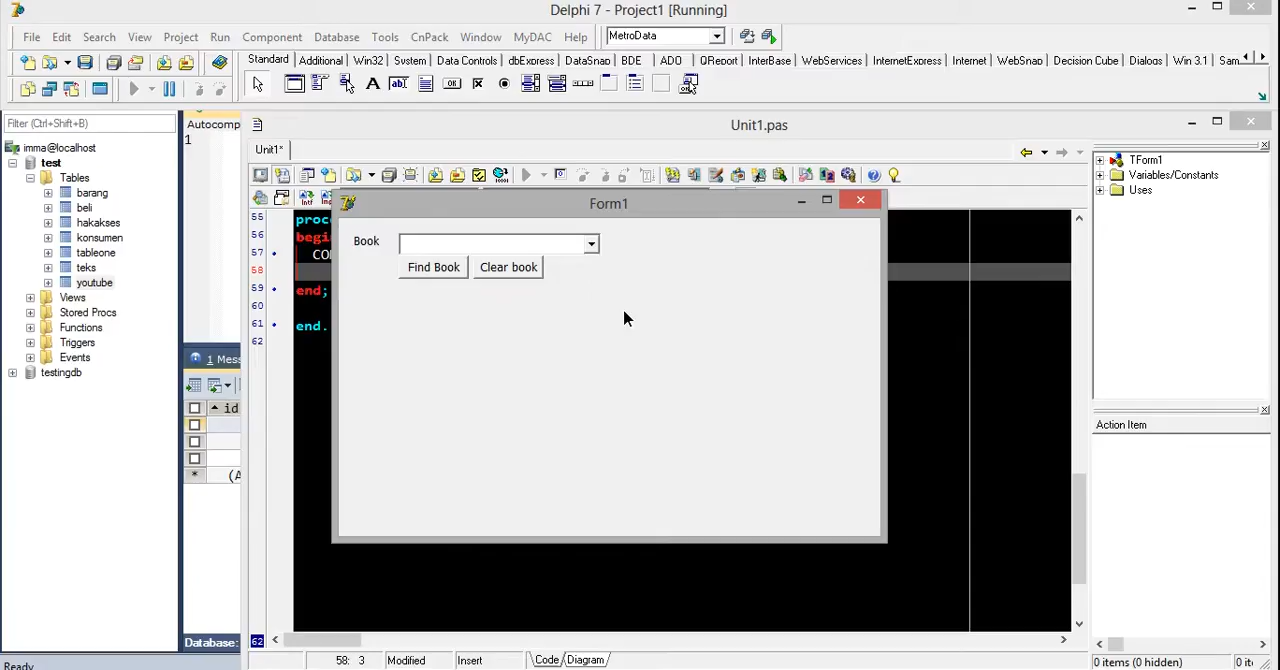 Delphi 7 - Project1 [Running]
File Edit Search View Project Run Component Database Tools CnPack Window MyDAC Help MetroData
Standard Additional Win32 System Data Controls dbExpress DataSnap BDE ADO QReport InterBase WebServices InternetExpress Internet WebSnap Decision Cube Dialogs Win 3.1 Sam
Filter (Ctrl+Shift+B)
Autocomp
1
imma@localhost
test
Tables
barang
beli
hakakses
konsumen
tableone
teks
youtube
Views
Stored Procs
Functions
Triggers
Events
testingdb
1 Mess
id
* (A
Database:
Ready
Unit1.pas
Unit1*
55 proc
56 begi
57 CO
58
59 end;
60
61 end.
62
Form1
Book
Find Book Clear book
TForm1
Variables/Constants
Uses
Action Item
62
58: 3 Modified Insert Code Diagram
0 items (0 hidden) 0 it